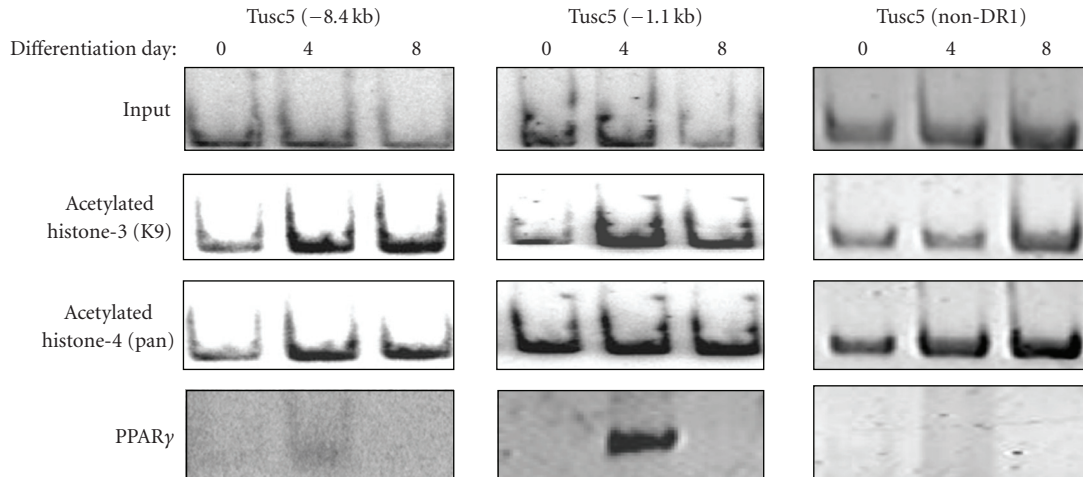 Tusc5 (−8.4 kb) Tusc5 (−1.1 kb) Tusc5 (non-DR1)
Differentiation day: 0 4 8 0 4 8 0 4 8
Input
Acetylated
histone-3 (K9)
Acetylated
histone-4 (pan)
PPARγ